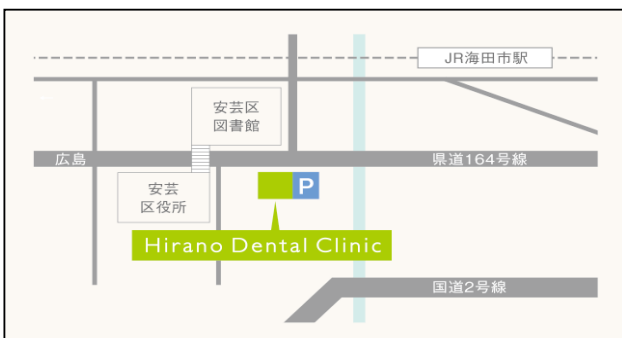 JR海田市駅
安芸区
図書館
広島
県道164号線
安芸
区役所
P
Hirano Dental Clinic
国道2号線